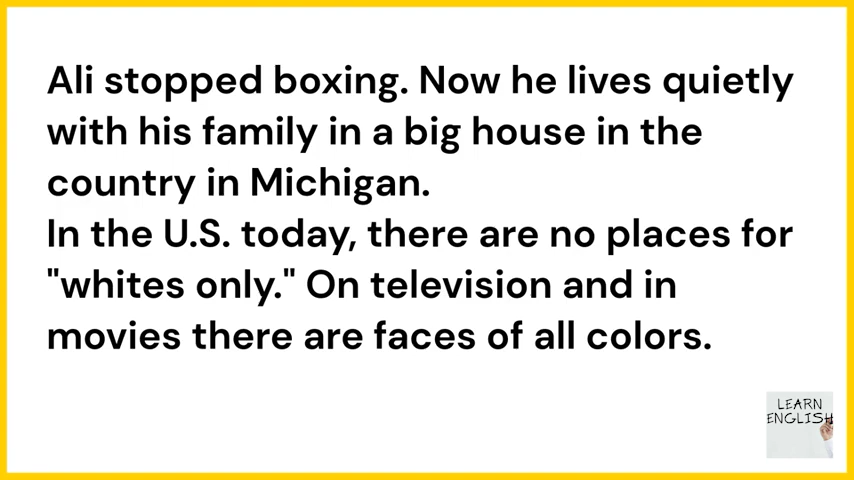 Ali stopped boxing. Now he lives quietly
with his family in a big house in the
country in Michigan.
In the U.S. today, there are no places for
"whites only." On television and in
movies there are faces of all colors.
LEARN
ENGLISH